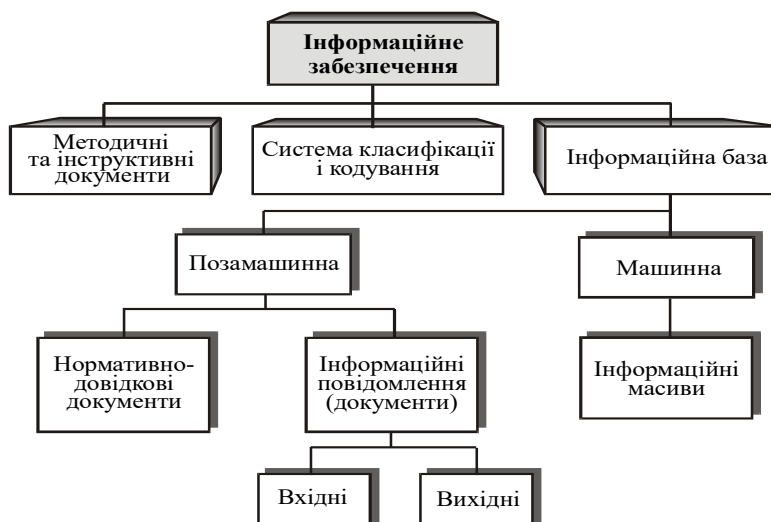 Інформаційне
забезпечення
Методичні
та інструктивні
документи
Система класифікації
і кодування
Інформаційна база
Позамашинна
Машинна
Нормативно-
довідкові
документи
Інформаційні
повідомлення
(документи)
Інформаційні
масиви
Вхідні
Вихідні